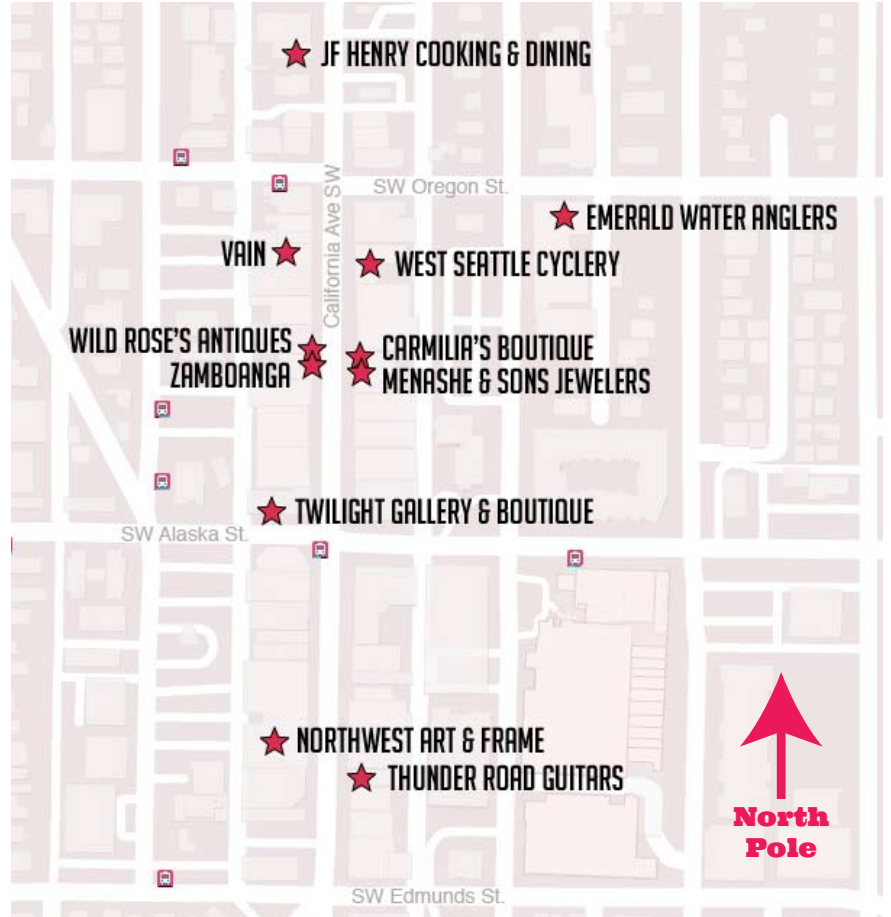 JF HENRY COOKING & DINING
SW Oregon St.
California Ave SW
EMERALD WATER ANGLERS
VAIN
WEST SEATTLE CYCLERY
WILD ROSE'S ANTIQUES
CARMILIA'S BOUTIQUE
ZAMBOANGA
MENASHE & SONS JEWELERS
TWILIGHT GALLERY & BOUTIQUE
SW Alaska St.
NORTHWEST ART & FRAME
THUNDER ROAD GUITARS
North
Pole
SW Edmunds St.